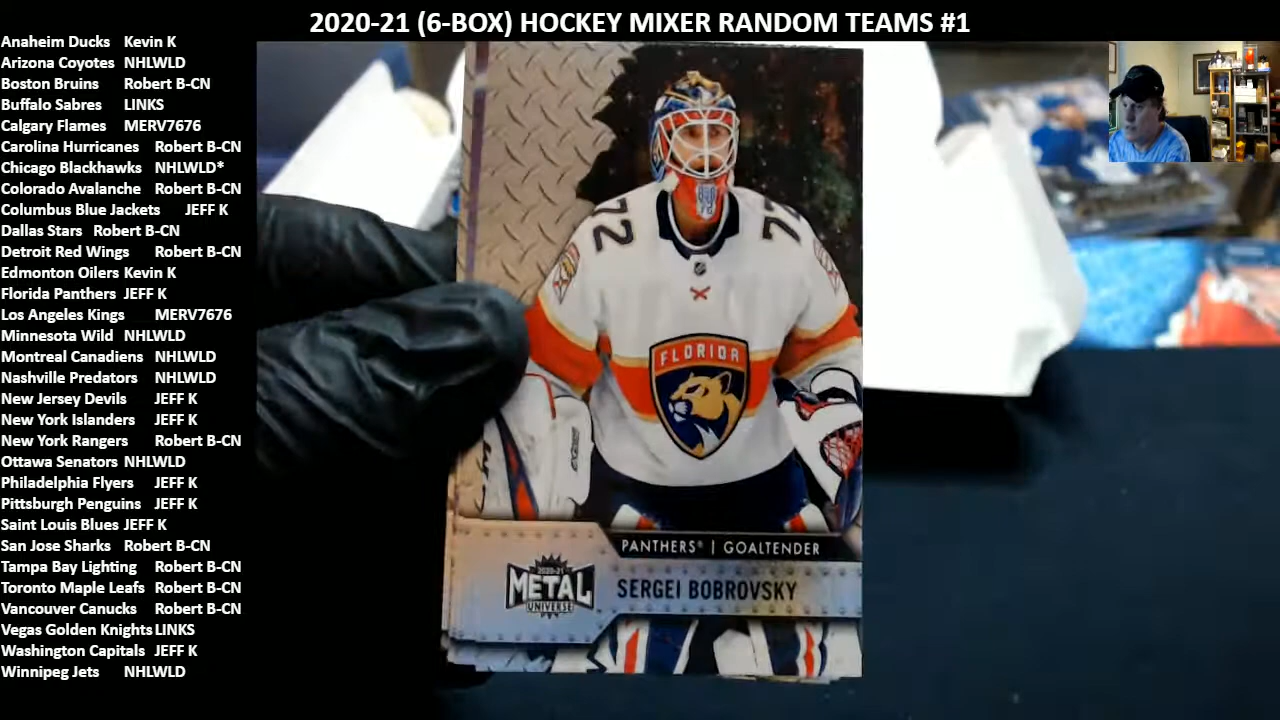 2020-21 (6-BOX) HOCKEY MIXER RANDOM TEAMS #1
Anaheim Ducks Kevin K
Arizona Coyotes NHLWLD
Boston Bruins Robert B-CN
Buffalo Sabres LINKS
Calgary Flames MERV7676
Carolina Hurricanes Robert B-CN
Chicago Blackhawks NHLWLD*
Colorado Avalanche Robert B-CN
Columbus Blue Jackets JEFF K
Dallas Stars Robert B-CN
Detroit Red Wings Robert B-CN
Edmonton Oilers Kevin K
Florida Panthers JEFF K
Los Angeles Kings MERV7676
Minnesota Wild NHLWLD
Montreal Canadiens NHLWLD
Nashville Predators NHLWLD
New Jersey Devils JEFF K
New York Islanders JEFF K
New York Rangers Robert B-CN
Ottawa Senators NHLWLD
Philadelphia Flyers JEFF K
Pittsburgh Penguins JEFF K
Saint Louis Blues JEFF K
San Jose Sharks Robert B-CN
Tampa Bay Lighting Robert B-CN
Toronto Maple Leafs Robert B-CN
Vancouver Canucks Robert B-CN
Vegas Golden Knights LINKS
Washington Capitals JEFF K
Winnipeg Jets NHLWLD
72
72
FLORIDA
PANTHERS® | GOALTENDER
2020-21
METAL
UNIVERSE
SERGEI BOBROVSKY